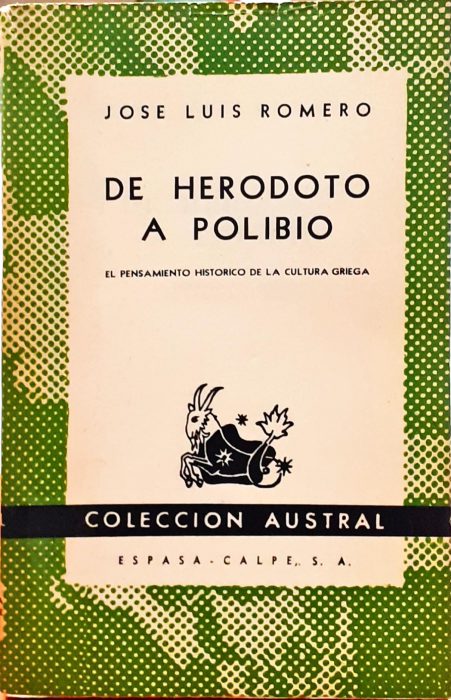 JOSE LUIS ROMERO
DE HERODOTO
A POLIBIO
EL PENSAMIENTO HISTORICO DE LA CULTURA GRIEGA
COLECCION AUSTRAL
ESPASA-CALPE, S. A.